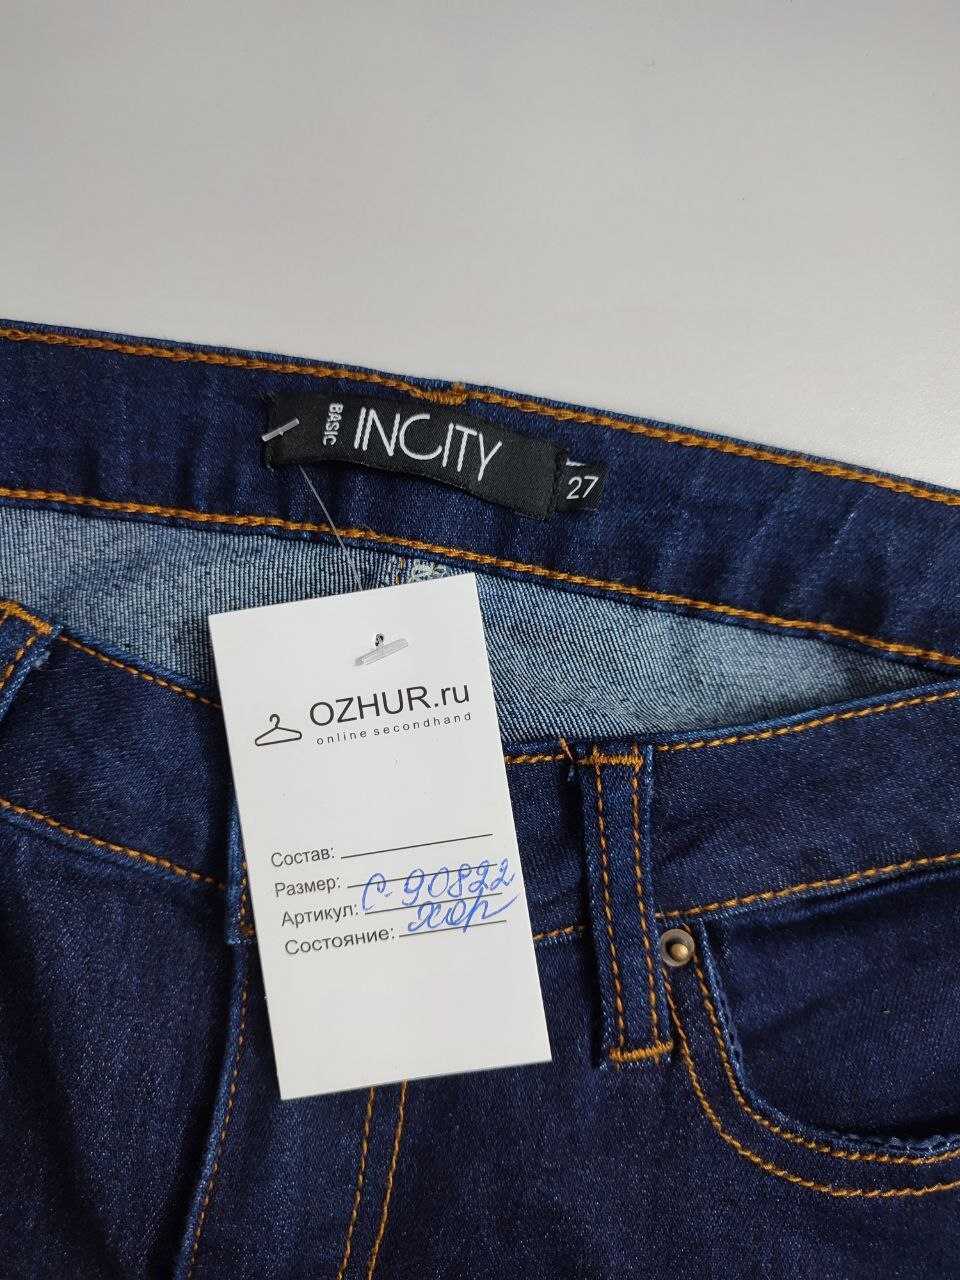 BASIC
INCITY
27
OZHUR.ru
online secondhand
Состав:
Размер:
Артикул: С-90822
Состояние: хор